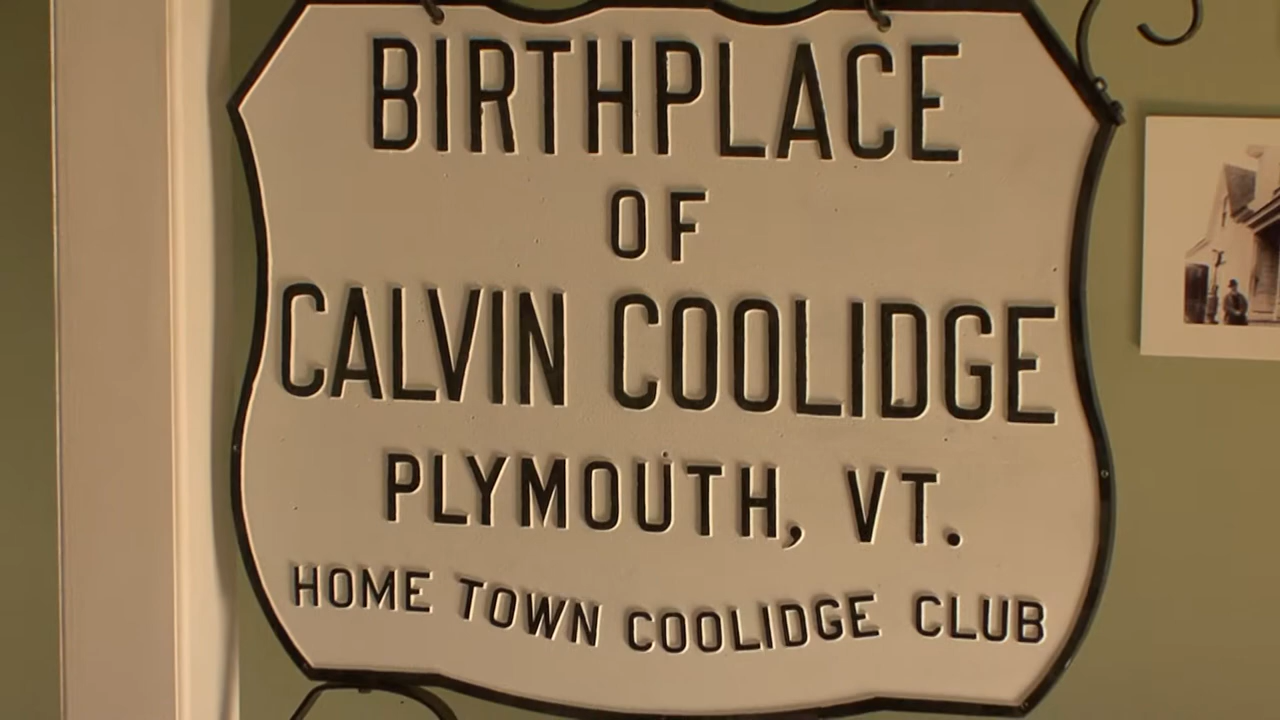 BIRTHPLACE
OF
CALVIN COOLIDGE
PLYMOUTH, VT.
HOME TOWN COOLIDGE CLUB